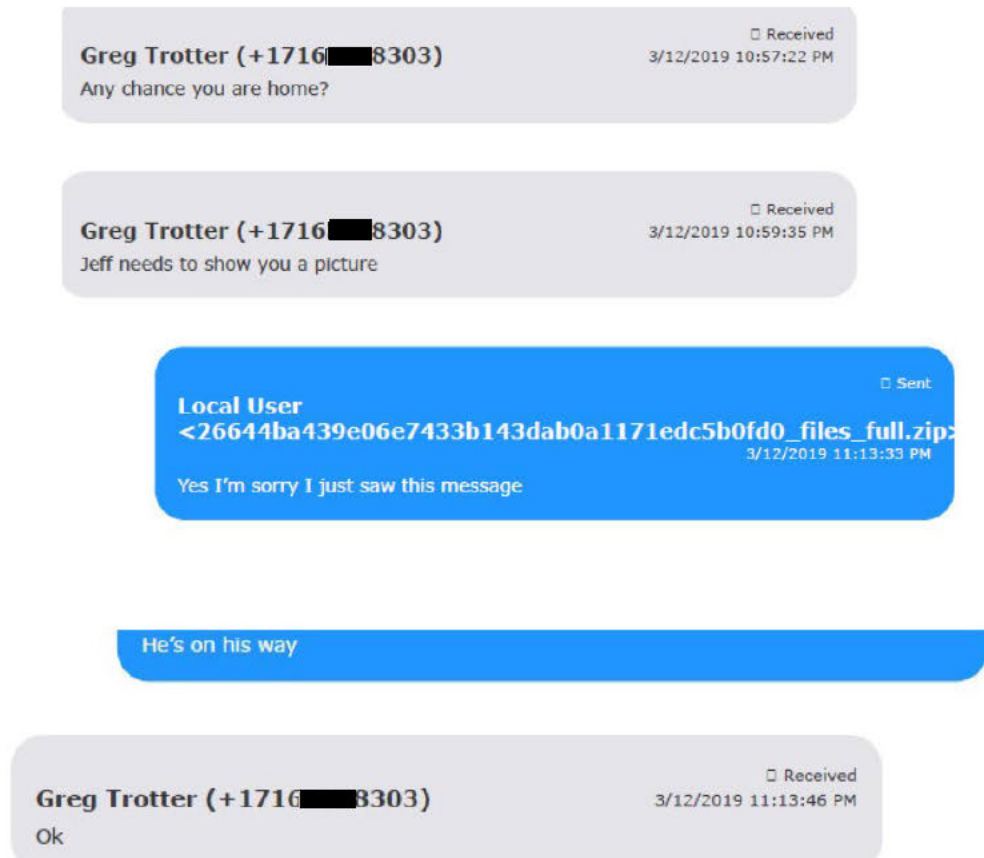 Received
Greg Trotter (+1716 8303)
3/12/2019 10:57:22 PM
Any chance you are home?
Received
Greg Trotter (+1716 8303)
3/12/2019 10:59:35 PM
Jeff needs to show you a picture
Sent
Local User
<26644ba439e06e7433b143dab0a1171edc5b0fd0_files_full.zip>
3/12/2019 11:13:33 PM
Yes I'm sorry I just saw this message
He's on his way
Received
Greg Trotter (+1716 8303)
3/12/2019 11:13:46 PM
Ok